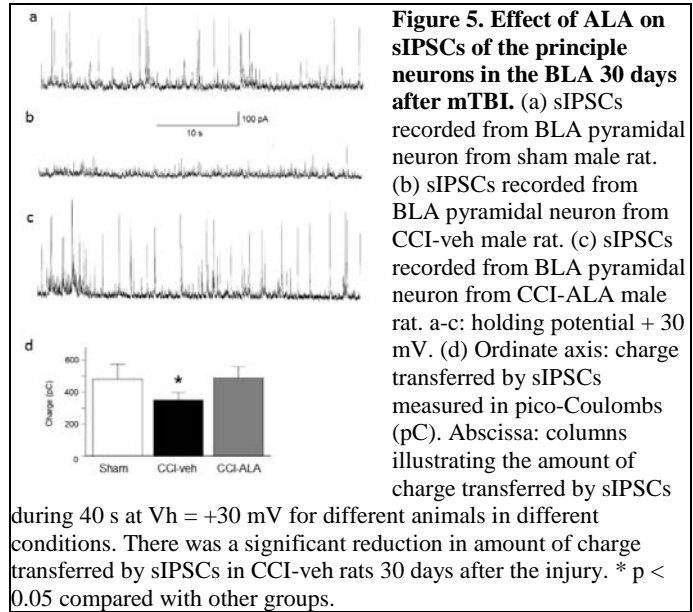 a
b
100 pA
10 s
c
d
600
400
200
0
Charge (pC)
*
Sham
CCI-veh
CCI-ALA
Figure 5. Effect of ALA on
sIPSCs of the principle
neurons in the BLA 30 days
after mTBI. (a) sIPSCs
recorded from BLA pyramidal
neuron from sham male rat.
(b) sIPSCs recorded from
BLA pyramidal neuron from
CCI-veh male rat. (c) sIPSCs
recorded from BLA pyramidal
neuron from CCI-ALA male
rat. a-c: holding potential + 30
mV. (d) Ordinate axis: charge
transferred by sIPSCs
measured in pico-Coulombs
(pC). Abscissa: columns
illustrating the amount of
charge transferred by sIPSCs
during 40 s at Vh = +30 mV for different animals in different
conditions. There was a significant reduction in amount of charge
transferred by sIPSCs in CCI-veh rats 30 days after the injury. * p <
0.05 compared with other groups.